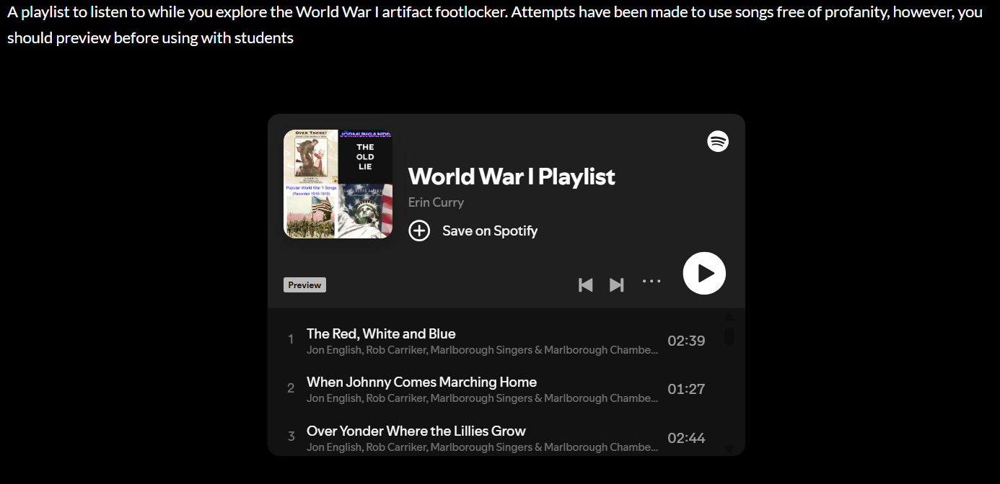 A playlist to listen to while you explore the World War I artifact footlocker. Attempts have been made to use songs free of profanity, however, you
should preview before using with students
OVER THERE!
JÖRMUNGANDR
THE
OLD
LIE
Popular World War 1 Songs
(Recorded 1910-1919)
GOD BLESS AMERICA
World War I Playlist
Erin Curry
Save on Spotify
Preview
1
The Red, White and Blue
02:39
Jon English, Rob Carriker, Marlborough Singers & Marlborough Chambe...
2
When Johnny Comes Marching Home
01:27
Jon English, Rob Carriker, Marlborough Singers & Marlborough Chambe...
3
Over Yonder Where the Lillies Grow
02:44
Jon English, Rob Carriker, Marlborough Singers & Marlborough Chambe...